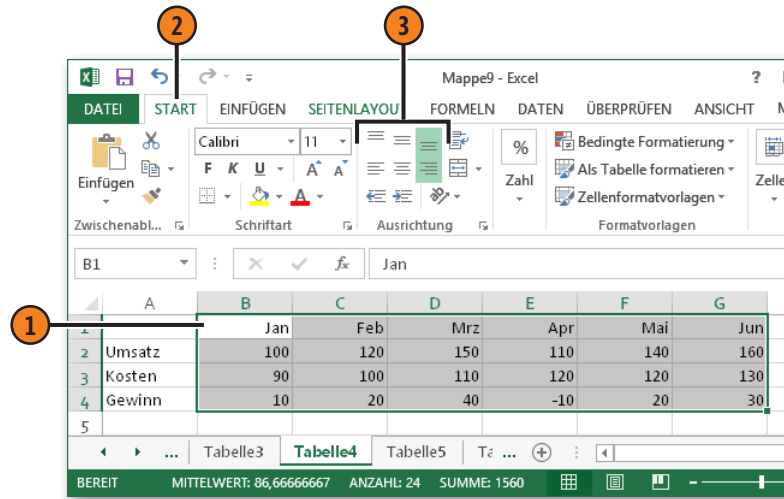 2 3
Mappe9 - Excel ?
DATEI START EINFÜGEN SEITENLAYOU FORMELN DATEN ÜBERPRÜFEN ANSICHT
Calibri 11 % Bedingte Formatierung
Einfügen F K U A A Zahl Als Tabelle formatieren Zelle
A Zellenformatvorlagen
Zwischenabl... Schriftart Ausrichtung Formatvorlagen
B1 fx Jan
A B C D E F G
1 1 Jan Feb Mrz Apr Mai Jun
2 Umsatz 100 120 150 110 140 160
3 Kosten 90 100 110 120 120 130
4 Gewinn 10 20 40 -10 20 30
5
... Tabelle3 Tabelle4 Tabelle5 Ta ...
BEREIT MITTELWERT: 86,66666667 ANZAHL: 24 SUMME: 1560